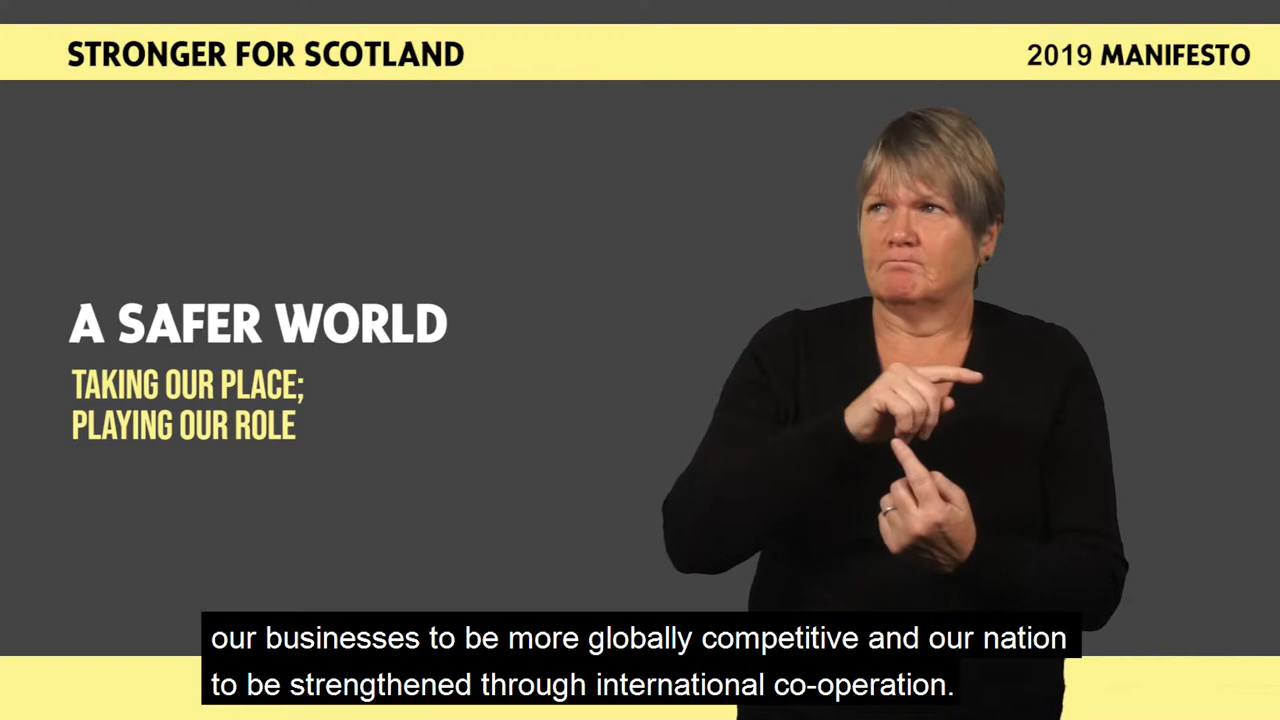 STRONGER FOR SCOTLAND
2019 MANIFESTO
A SAFER WORLD
TAKING OUR PLACE;
PLAYING OUR ROLE
our businesses to be more globally competitive and our nation
to be strengthened through international co-operation.